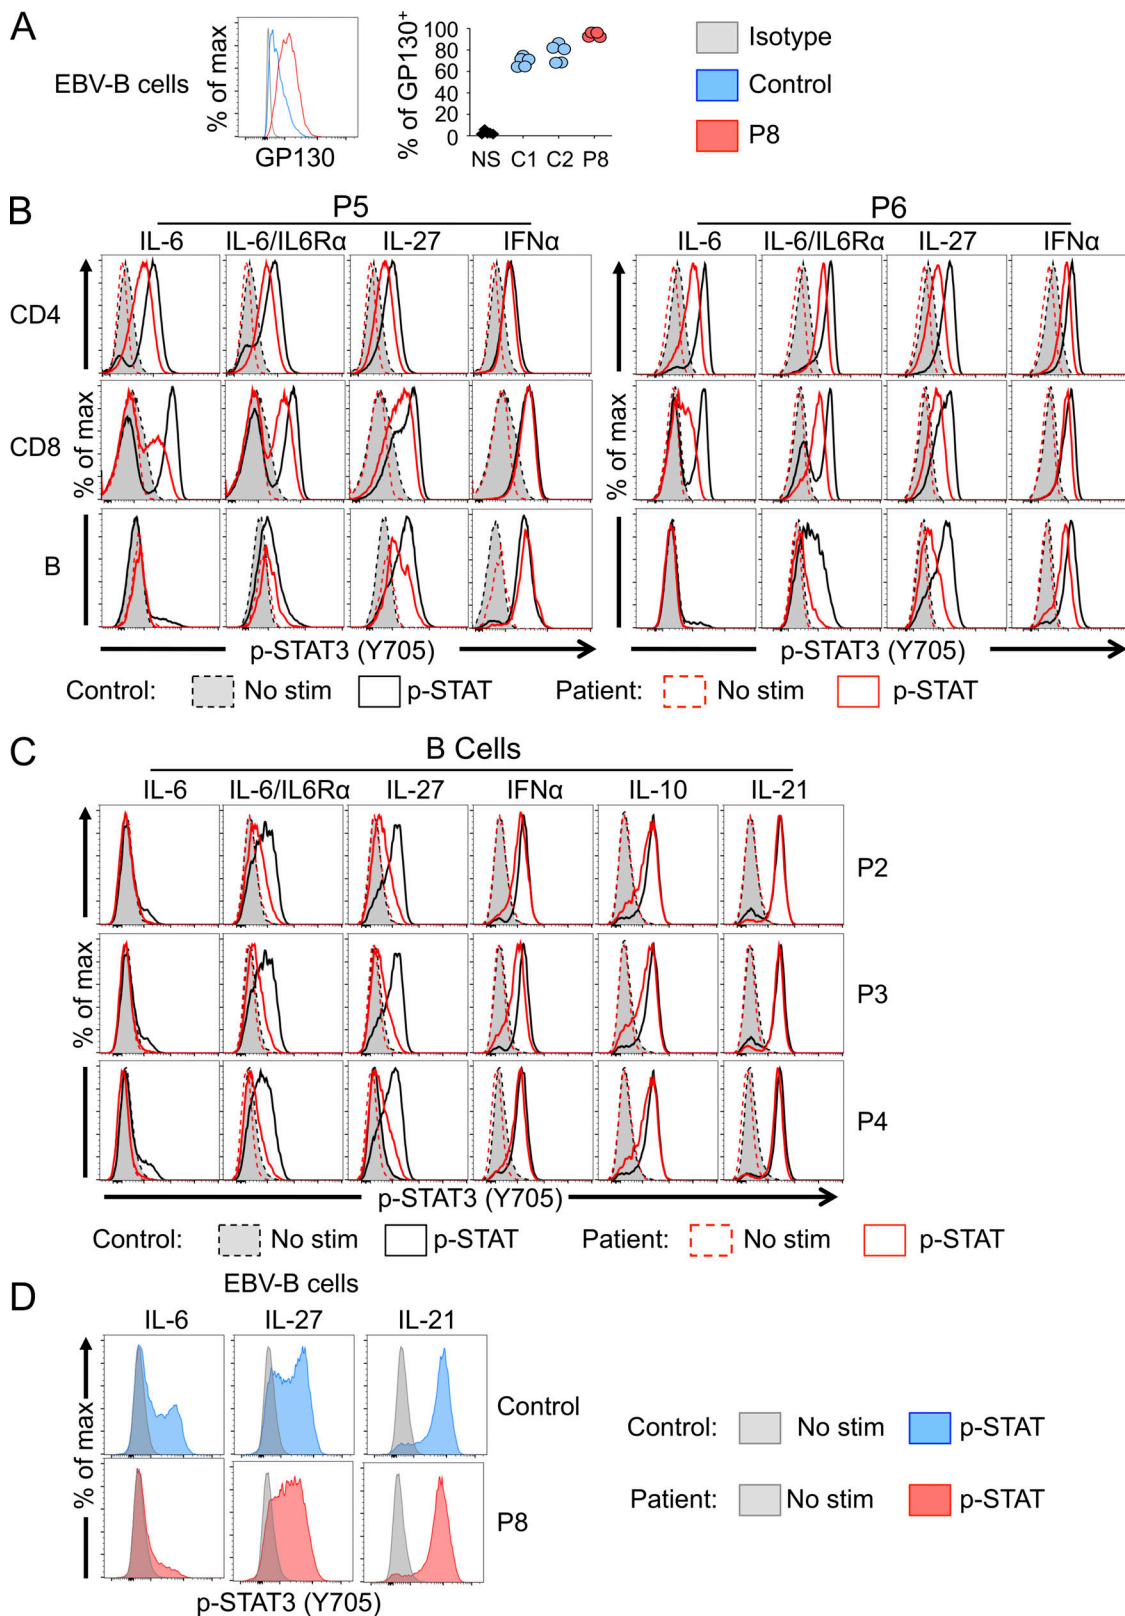 A
EBV-B cells
% of max
GP130
% of GP130+
100
80
60
40
20
0
NS C1 C2 P8
Isotype
Control
P8
B
P5
P6
IL-6 IL-6/IL6Rα IL-27 IFNα
IL-6 IL-6/IL6Rα IL-27 IFNα
CD4
CD8
B
% of max
% of max
p-STAT3 (Y705)
p-STAT3 (Y705)
Control: No stim p-STAT Patient: No stim p-STAT
C
B Cells
IL-6 IL-6/IL6Rα IL-27 IFNα IL-10 IL-21
P2
P3
P4
% of max
p-STAT3 (Y705)
Control: No stim p-STAT Patient: No stim p-STAT
D
EBV-B cells
IL-6 IL-27 IL-21
Control
P8
% of max
p-STAT3 (Y705)
Control: No stim p-STAT
Patient: No stim p-STAT